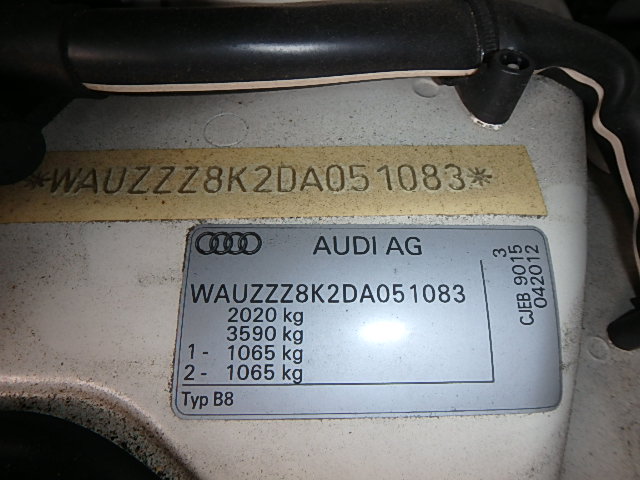 *WAUZZZ8K2DA051083*
AUDI AG
WAUZZZ8K2DA051083
2020 kg
3590 kg
1 - 1065 kg
2 - 1065 kg
Typ B8
3
CJEB 9015
042012